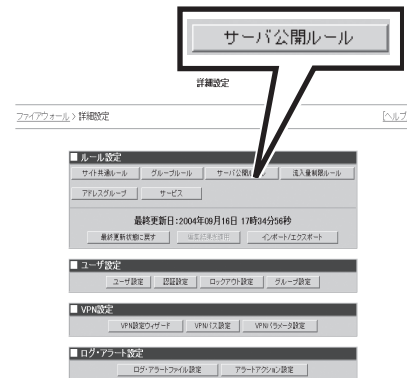 サーバ公開ルール
詳細設定
ファイアウォール > 詳細設定
[ヘルプ
■ ルール設定
サイト共通ルール グループルール サーバ公開ル 流入量制限ルール
アドレスグループ サービス
最終更新日:2004年09月16日 17時34分56秒
最終更新状態に戻す 編集結果を適用 インポート/エクスポート
■ ユーザ設定
ユーザ設定 認証設定 ロックアウト設定 グループ設定
■ VPN設定
VPN設定ウィザード VPNパス設定 VPNパラメータ設定
■ ログ・アラート設定
ログ・アラートファイル設定 アラートアクション設定